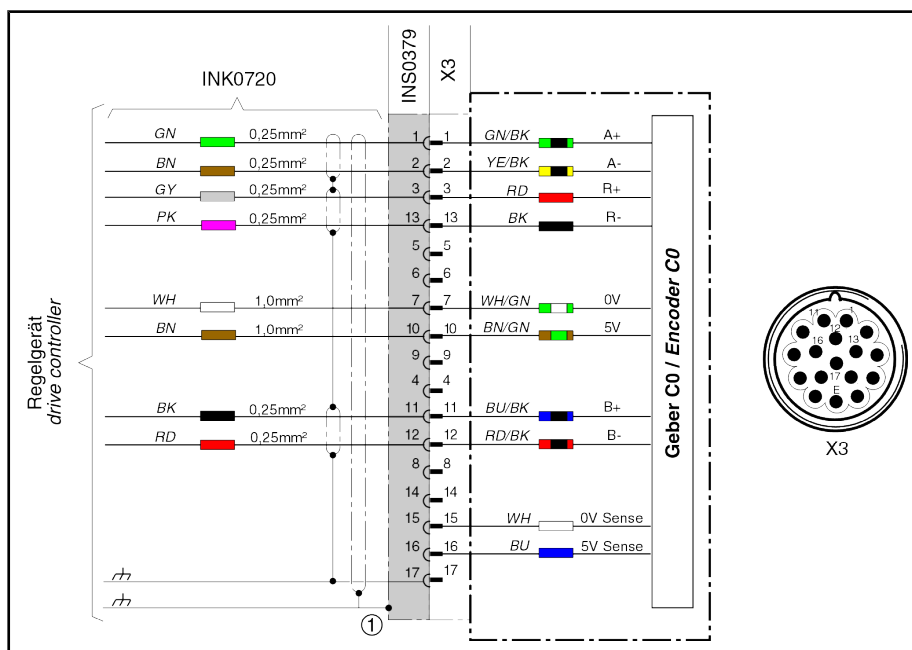 INK0720
INS0379
X3
GN 0,25mm² 1 1 GN/BK A+
BN 0,25mm² 2 2 YE/BK A-
GY 0,25mm² 3 3 RD R+
PK 0,25mm² 13 13 BK R-
5 5
6 6
WH 1,0mm² 7 7 WH/GN 0V
BN 1,0mm² 10 10 BN/GN 5V
9 9
4 4
BK 0,25mm² 11 11 BU/BK B+
RD 0,25mm² 12 12 RD/BK B-
8 8
14 14
15 15 WH 0V Sense
16 16 BU 5V Sense
17 17
1
Regelgerät
drive controller
Geber C0 / Encoder C0
11 1
12
16 13
17
E
X3